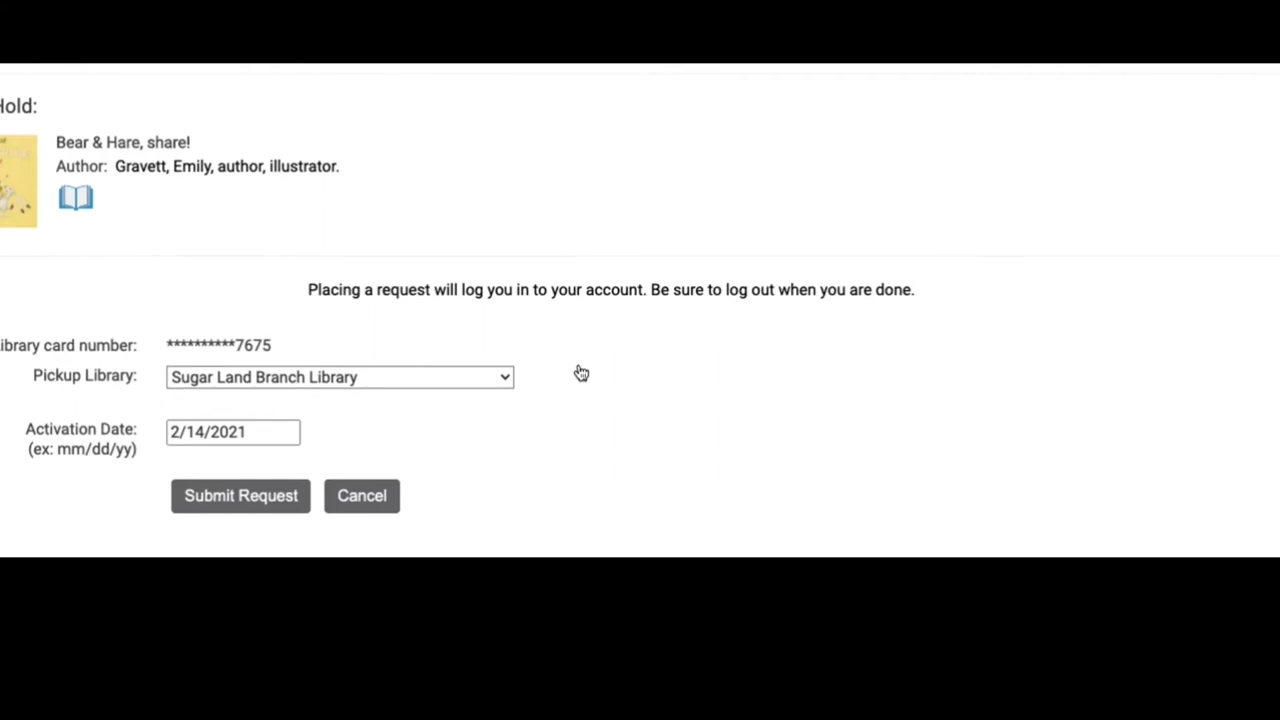 Hold:
Bear & Hare, share!
Author: Gravett, Emily, author, illustrator.
Placing a request will log you in to your account. Be sure to log out when you are done.
ibrary card number: **********7675
Pickup Library: Sugar Land Branch Library
Activation Date: 2/14/2021
(ex: mm/dd/yy)
Submit Request Cancel